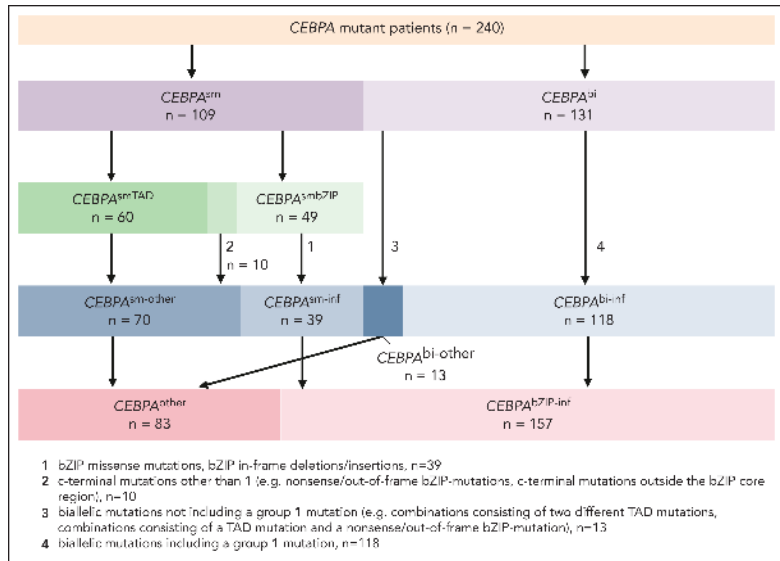 CEBPA mutant patients (n – 240)
CEBPAsm
n – 109
CEBPAbi
n – 131
CEBPAsmTAD
n = 60
CEBPAsmbZIP
n = 49
2
n = 10
1
3
4
CEBPAsm-other
n = 70
CEBPAsm-inf
n = 39
CEBPAbi-inf
n = 118
CEBPAbi-other
n = 13
CEBPAother
n = 83
CEBPAbZIP-inf
n = 157
1 bZIP missense mutations, bZIP in-frame deletions/insertions, n=39
2 c-terminal mutations other than 1 (e.g. nonsense/out-of-frame bZIP-mutations, c-terminal mutations outside the bZIP core
region), n=10
3 biallelic mutations not including a group 1 mutation (e.g. combinations consisting of two different TAD mutations,
combinations consisting of a TAD mutation and a nonsense/out-of-frame bZIP-mutation), n=13
4 biallelic mutations including a group 1 mutation, n=118